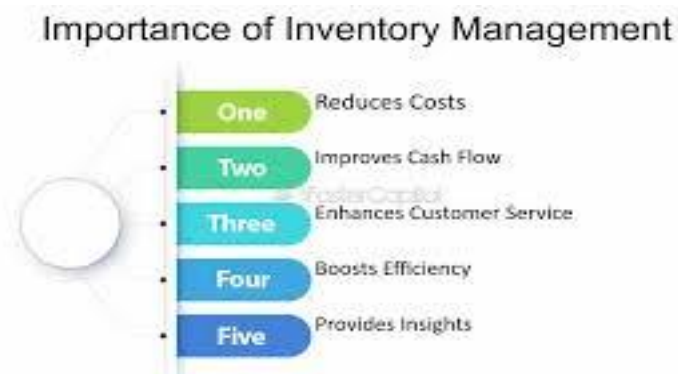 Importance of Inventory Management
One
Reduces Costs
Two
Improves Cash Flow
FasterCapital
Three
Enhances Customer Service
Four
Boosts Efficiency
Five
Provides Insights